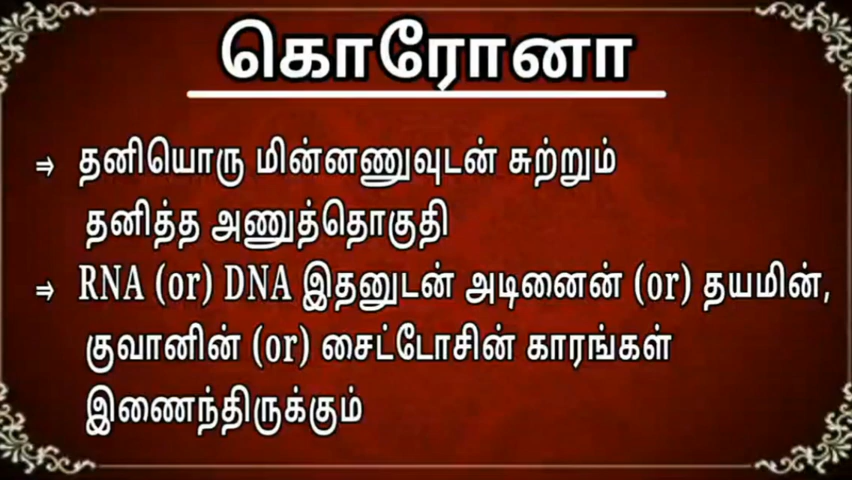 கொரோனா
⇒ தனியொரு மின்னணுவுடன் சுற்றும்
தனித்த அணுத்தொகுதி
⇒ RNA (or) DNA இதனுடன் அடினைன் (or) தயமின்,
குவானின் (or) சைட்டோசின் காரங்கள்
இணைந்திருக்கும்